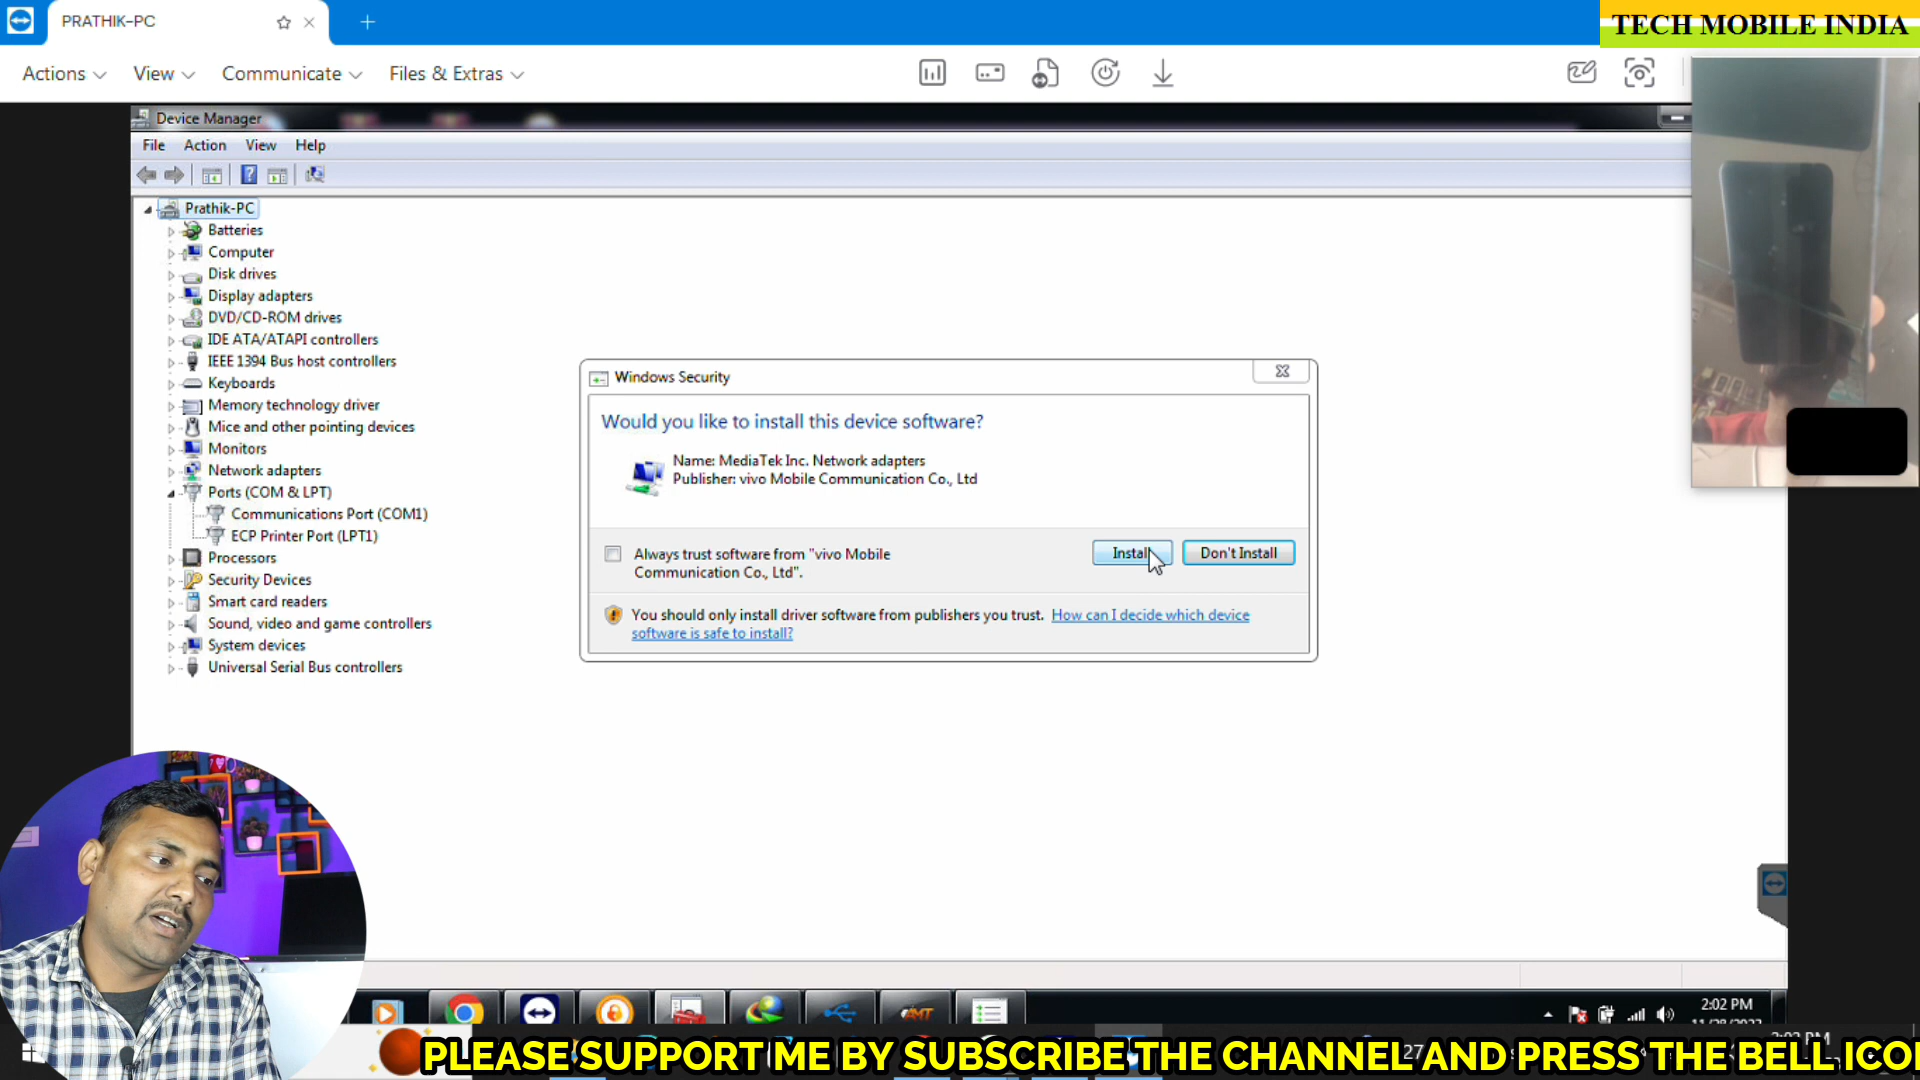 PRATHIK-PC
TECH MOBILE INDIA
Actions View Communicate Files & Extras
Device Manager
File Action View Help
Prathik-PC
Batteries
Computer
Disk drives
Display adapters
DVD/CD-ROM drives
IDE ATA/ATAPI controllers
IEEE 1394 Bus host controllers
Keyboards
Memory technology driver
Mice and other pointing devices
Monitors
Network adapters
Ports (COM & LPT)
Communications Port (COM1)
ECP Printer Port (LPT1)
Processors
Security Devices
Smart card readers
Sound, video and game controllers
System devices
Universal Serial Bus controllers
Windows Security
Would you like to install this device software?
Name: MediaTek Inc. Network adapters
Publisher: vivo Mobile Communication Co., Ltd
Always trust software from "vivo Mobile
Communication Co., Ltd".
Install Don't Install
You should only install driver software from publishers you trust. How can I decide which device
software is safe to install?
2:02 PM
PLEASE SUPPORT ME BY SUBSCRIBE THE CHANNEL AND PRESS THE BELL ICO